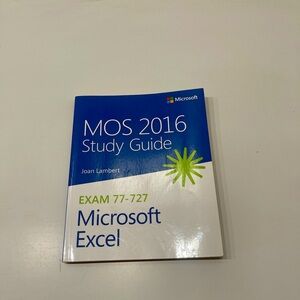 Microsoft
MOS 2016
Study Guide
Joan Lambert
EXAM 77-727
Microsoft
Excel